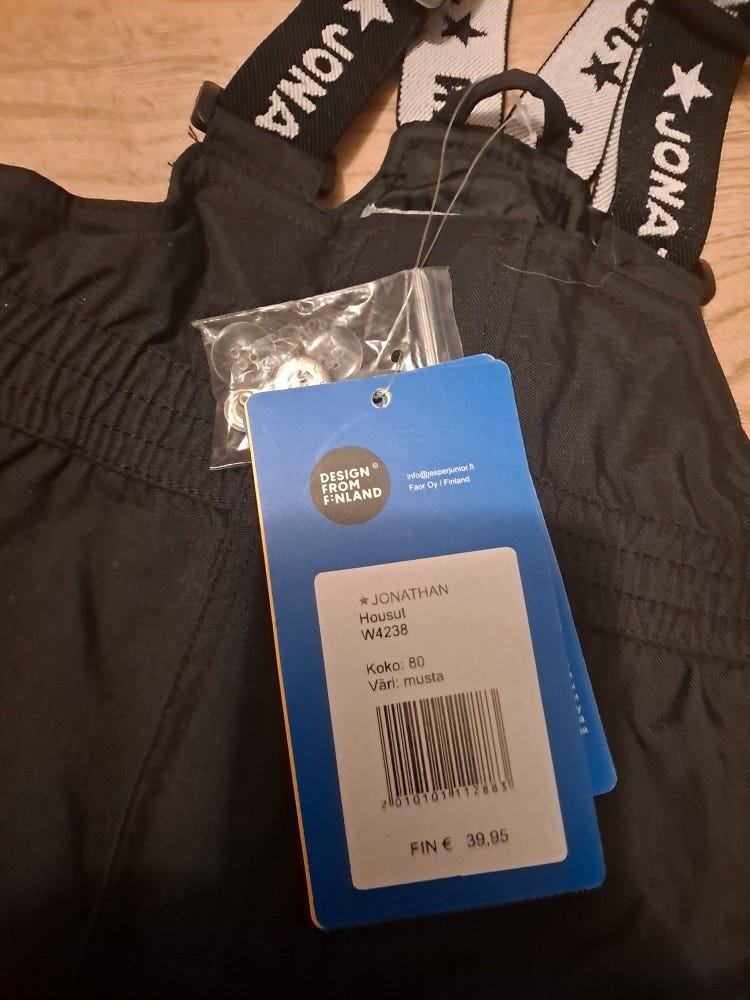 ★JONA
★JONA
DESIGN
FROM
FINLAND
info@jesperjunior.fi
Faor Oy / Finland
★JONATHAN
Housut
W4238
Koko: 80
Väri: musta
2010101112883
FIN € 39,95